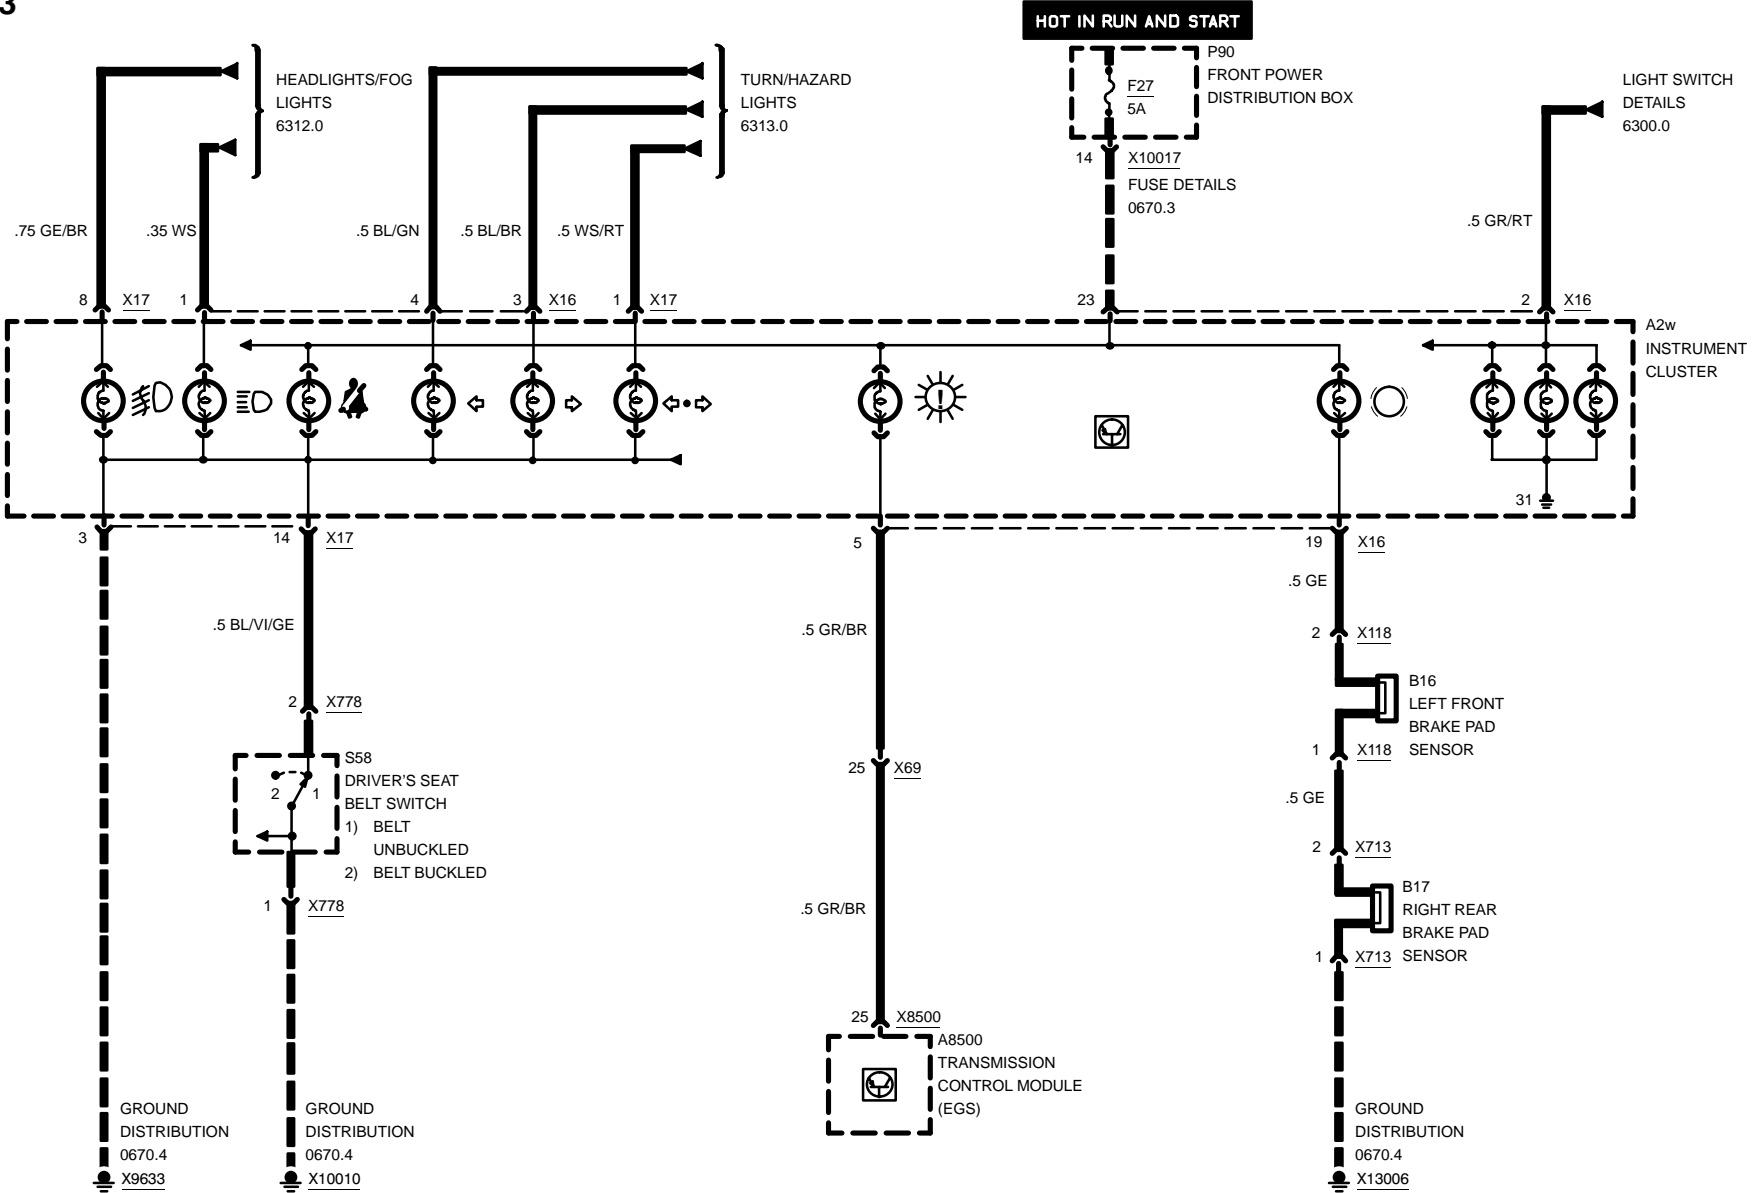 3
HOT IN RUN AND START
HEADLIGHTS/FOG
LIGHTS
6312.0
TURN/HAZARD
LIGHTS
6313.0
F27
5A
P90
FRONT POWER
DISTRIBUTION BOX
14 X10017
FUSE DETAILS
0670.3
LIGHT SWITCH
DETAILS
6300.0
.75 GE/BR
.35 WS
.5 BL/GN
.5 BL/BR
.5 WS/RT
.5 GR/RT
8 X17 1 4 3 X16 1 X17 23 2 X16
A2w
INSTRUMENT
CLUSTER
31
3 14 X17 5 19 X16
.5 GE
.5 BL/VI/GE
.5 GR/BR
2 X118
2 X778
B16
LEFT FRONT
BRAKE PAD
SENSOR
1 X118
S58
DRIVER'S SEAT
BELT SWITCH
1) BELT
UNBUCKLED
2) BELT BUCKLED
2 1
25 X69
.5 GE
2 X713
B17
RIGHT REAR
BRAKE PAD
SENSOR
1 X713
1 X778
.5 GR/BR
25 X8500
A8500
TRANSMISSION
CONTROL MODULE
(EGS)
GROUND
DISTRIBUTION
0670.4
X9633
GROUND
DISTRIBUTION
0670.4
X10010
GROUND
DISTRIBUTION
0670.4
X13006